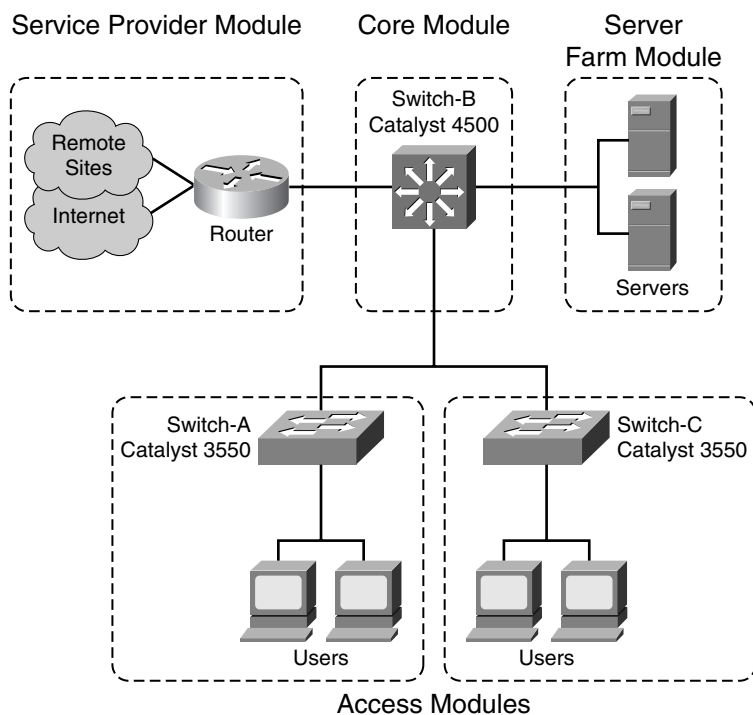 Service Provider Module
Core Module
Server
Farm Module
Remote
Sites
Internet
Router
Switch-B
Catalyst 4500
Servers
Switch-A
Catalyst 3550
Users
Switch-C
Catalyst 3550
Users
Access Modules